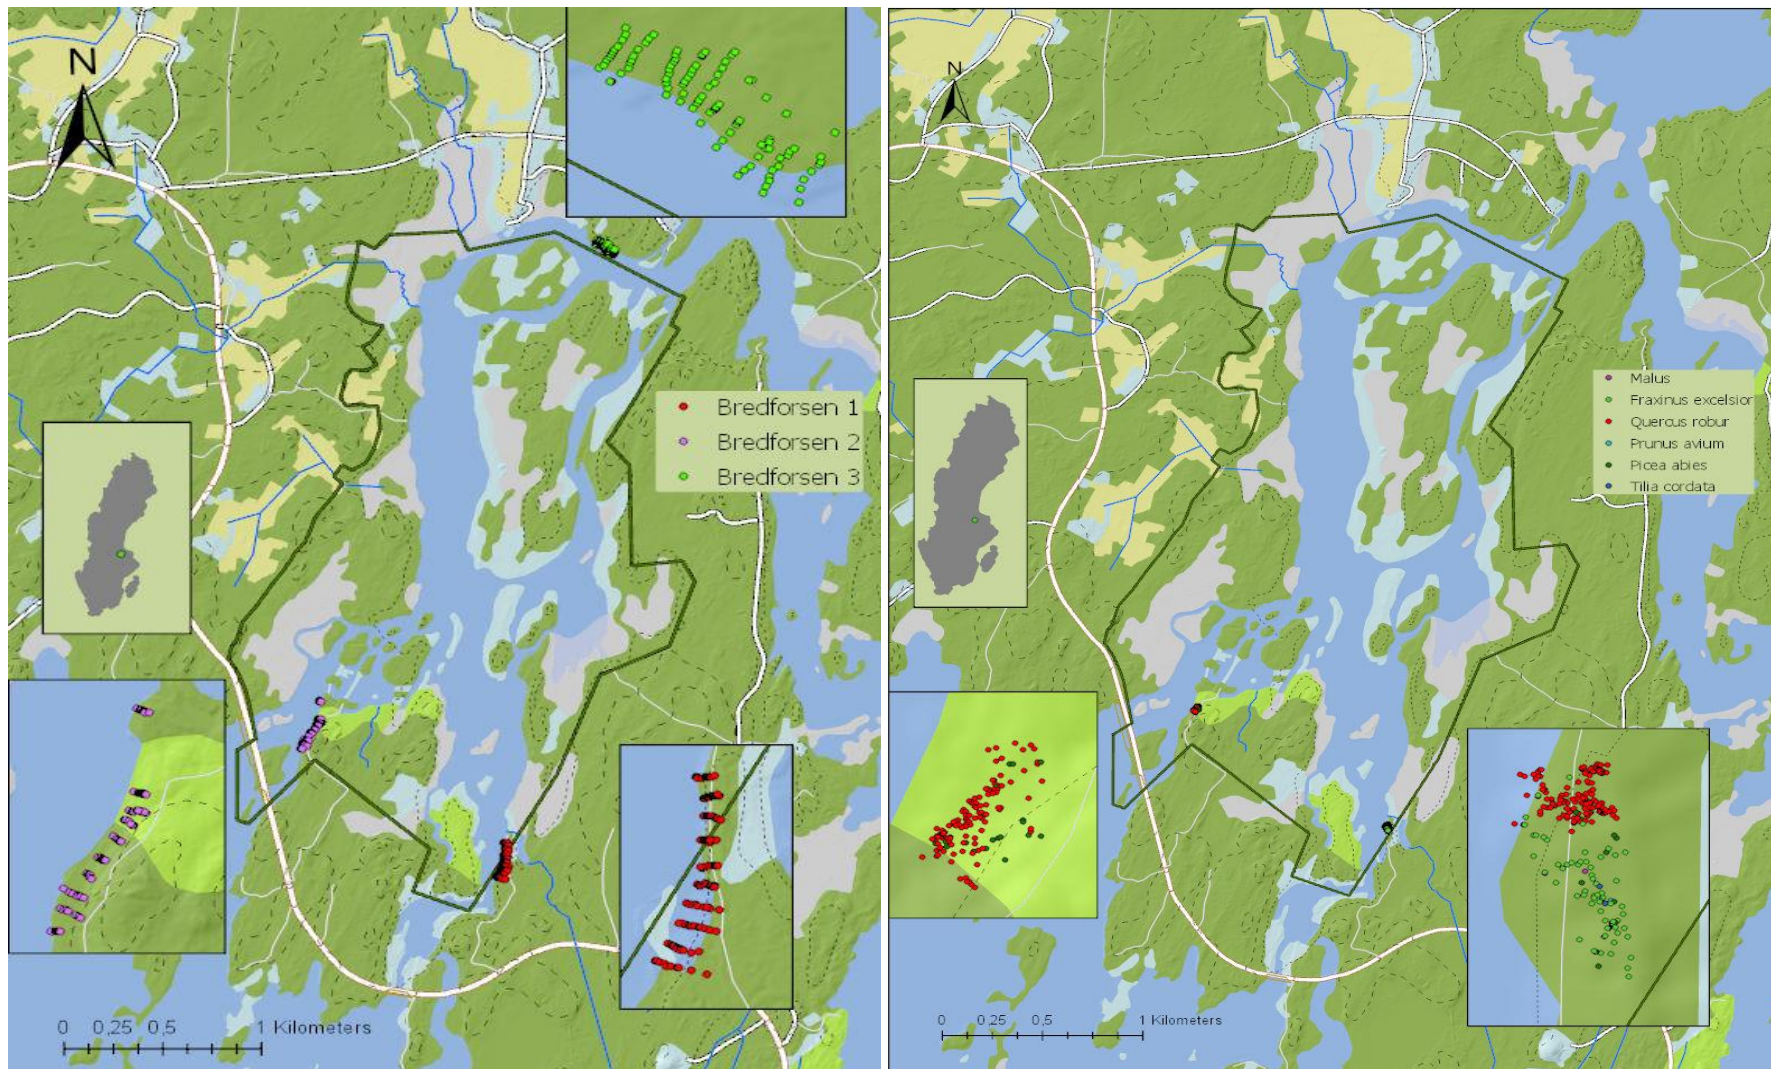 N
Bredforsen 1
Bredforsen 2
Bredforsen 3
0 0,25 0,5 1 Kilometers
N
Malus
Fraxinus excelsior
Quercus robur
Prunus avium
Picea abies
Tilia cordata
0 0,25 0,5 1 Kilometers